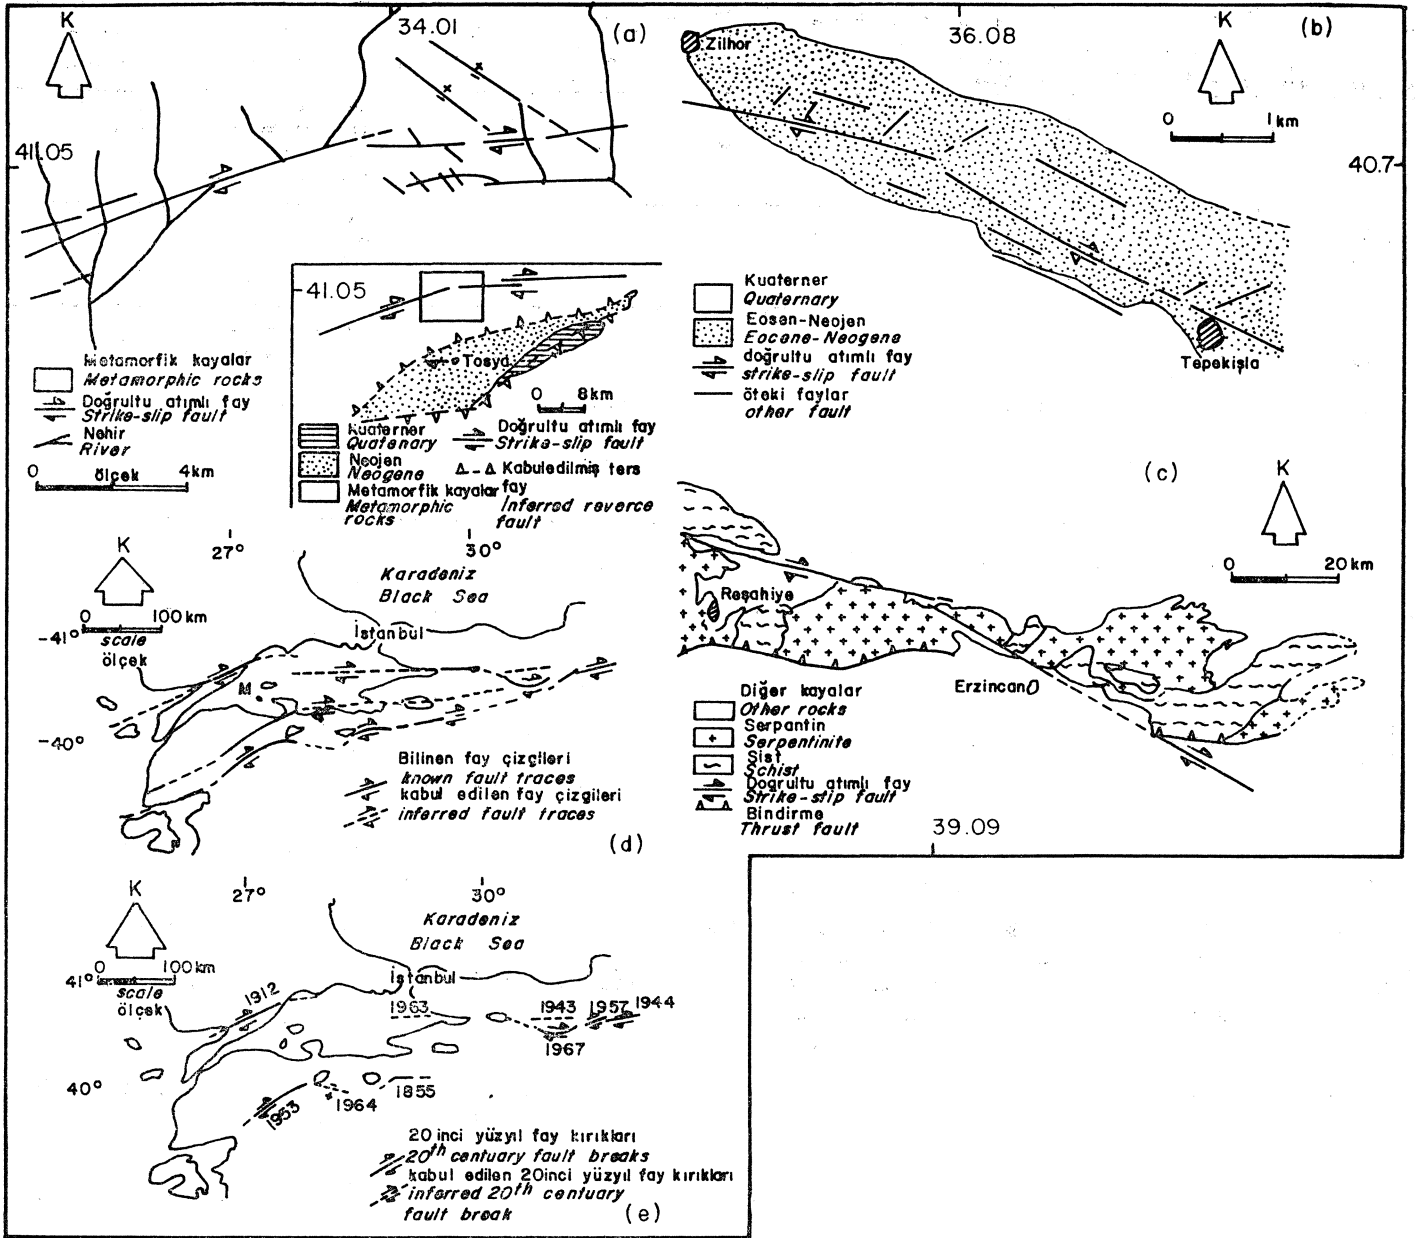 K
34.01
(a)
41.05
Metamorfik kayalar
Metamorphic rocks
Doğrultu atımlı fay
Strike-slip fault
Nehir
River
0 ölçek 4km
41.05
Tosya
0 8km
Kuaterner
Quatenary
Neojen
Neogene
Metamorfik kayalar
Metamorphic
rocks
Doğrultu atımlı fay
Strike-slip fault
Kabuledilmiş ters
fay
Inferred reverce
fault
K
36.08
(b)
Zilhor
0 1km
40.7
Kuaterner
Quaternary
Eosen-Neojen
Eocene-Neogene
doğrultu atımlı fay
strike-slip fault
öteki faylar
other fault
Tepekışla
(c)
K
0 20km
Reşahiye
Erzincan
Diğer kayalar
Other rocks
Serpantin
Serpentinite
Şist
Schist
Doğrultu atımlı fay
Strike-slip fault
Bindirme
Thrust fault
39.09
K
27°
30°
Karadeniz
Black Sea
0 100km
scale
ölçek
-41°
İstanbul
M
-40°
Bilinen fay çizgileri
known fault traces
kabul edilen fay çizgileri
inferred fault traces
(d)
K
27°
30°
Karadeniz
Black Sea
41°
0 100km
scale
ölçek
İstanbul
1912
1963
1943
1957
1944
1967
40°
1953
1964
1855
20 inci yüzyıl fay kırıkları
20th centuary fault breaks
kabul edilen 20inci yüzyıl fay kırıkları
inferred 20th centuary
fault break
(e)